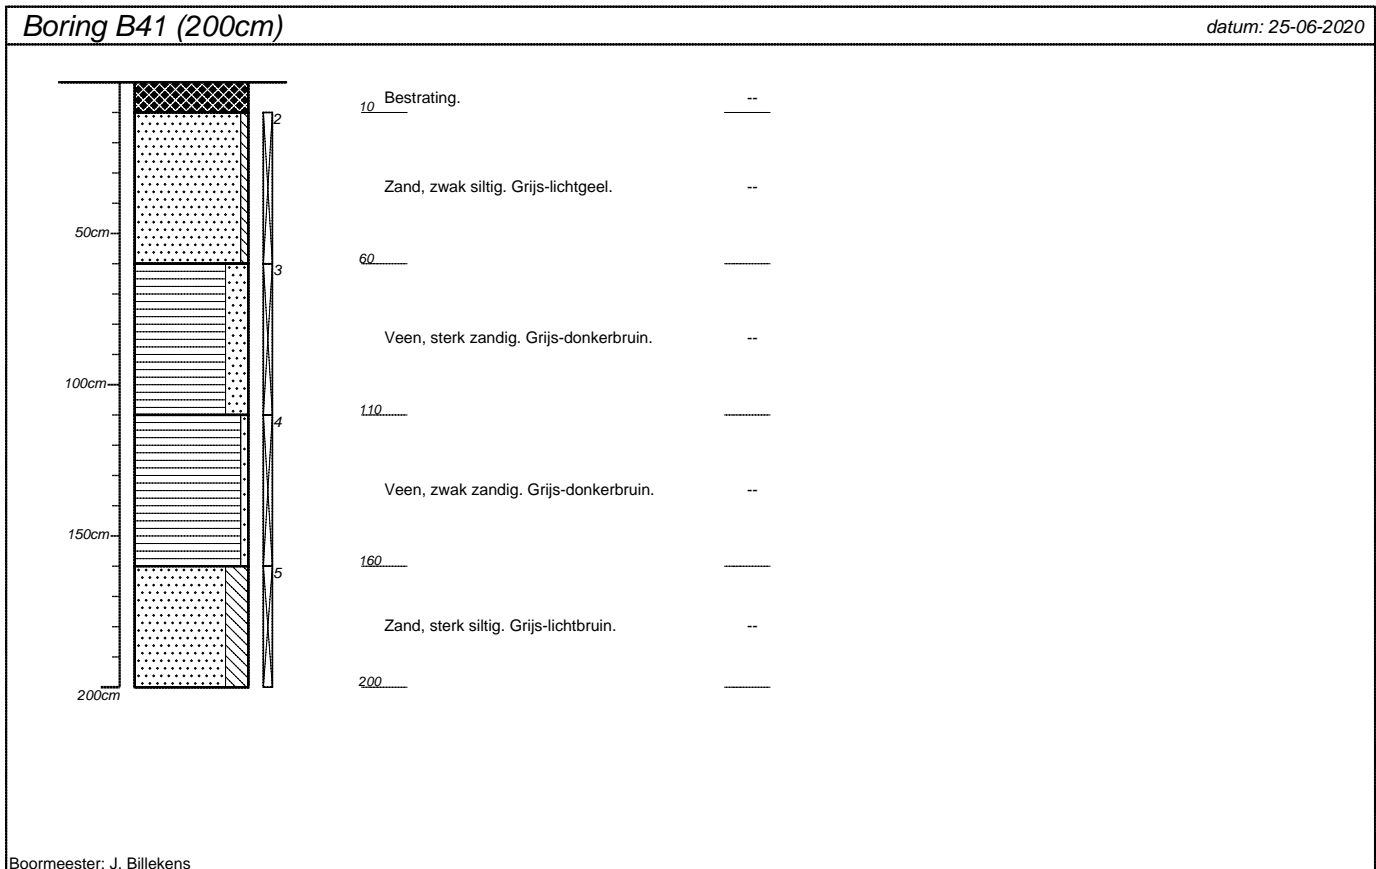 Boring B41 (200cm)
datum: 25-06-2020
Bestrating. --
10
2
Zand, zwak siltig. Grijs-lichtgeel. --
50cm
60
3
Veen, sterk zandig. Grijs-donkerbruin. --
100cm
110
4
Veen, zwak zandig. Grijs-donkerbruin. --
150cm
160
5
Zand, sterk siltig. Grijs-lichtbruin. --
200
200cm
Boormeester: J. Billekens